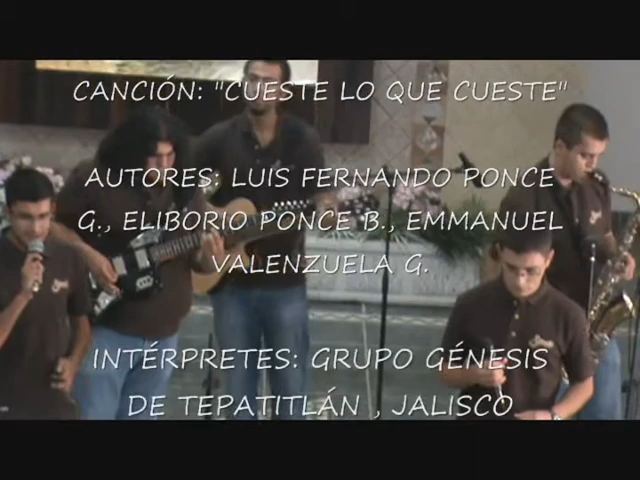 CANCIÓN: "CUESTE LO QUE CUESTE"
AUTORES: LUIS FERNANDO PONCE
G., ELIBORIO PONCE B., EMMANUEL
VALENZUELA G.
INTÉRPRETES: GRUPO GÉNESIS
DE TEPATITLÁN , JALISCO